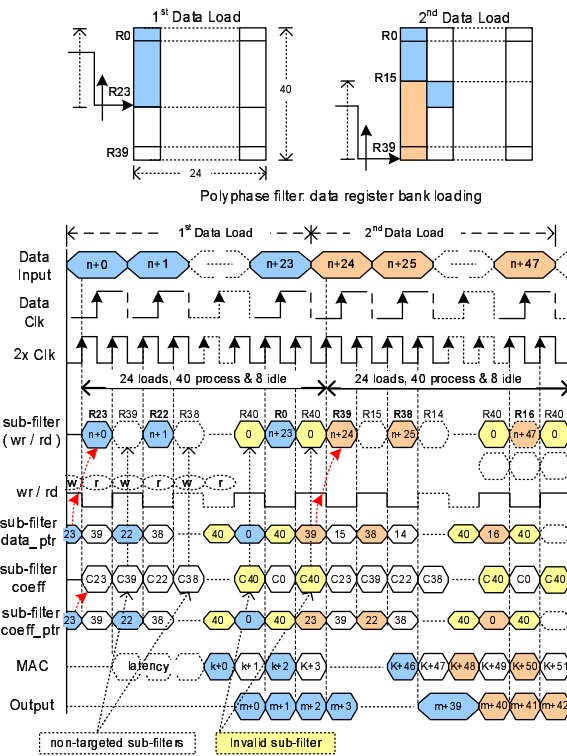 1st Data Load
2nd Data Load
R0
R0
R23
R15
40
R39
R39
24
Polyphase filter: data register bank loading
1st Data Load
2nd Data Load
Data Input
n+0
n+1
n+23
n+24
n+25
n+47
Data Clk
2x Clk
24 loads, 40 process & 8 idle
24 loads, 40 process & 8 idle
R23
R39
R22
R38
R40
R0
R40
R39
R15
R38
R14
R40
R16
R40
sub-filter (wr / rd)
n+0
n+1
0
n+23
0
n+24
n+25
0
n+47
0
w
r
w
r
w
r
wr / rd
sub-filter data_ptr
23
39
22
38
40
0
40
39
15
38
14
40
16
40
sub-filter coeff
C23
C39
C22
C38
C40
C0
C40
C23
C39
C22
C38
C40
C0
C40
sub-filter coeff_ptr
23
39
22
38
40
0
40
23
39
22
38
40
0
40
MAC
latency
k+0
k+1
k+2
K+3
K+46
K+47
K+48
K+49
K+50
K+51
Output
m+0
m+1
m+2
m+3
m+39
m+40
m+41
m+42
non-targeted sub-filters
Invalid sub-filter